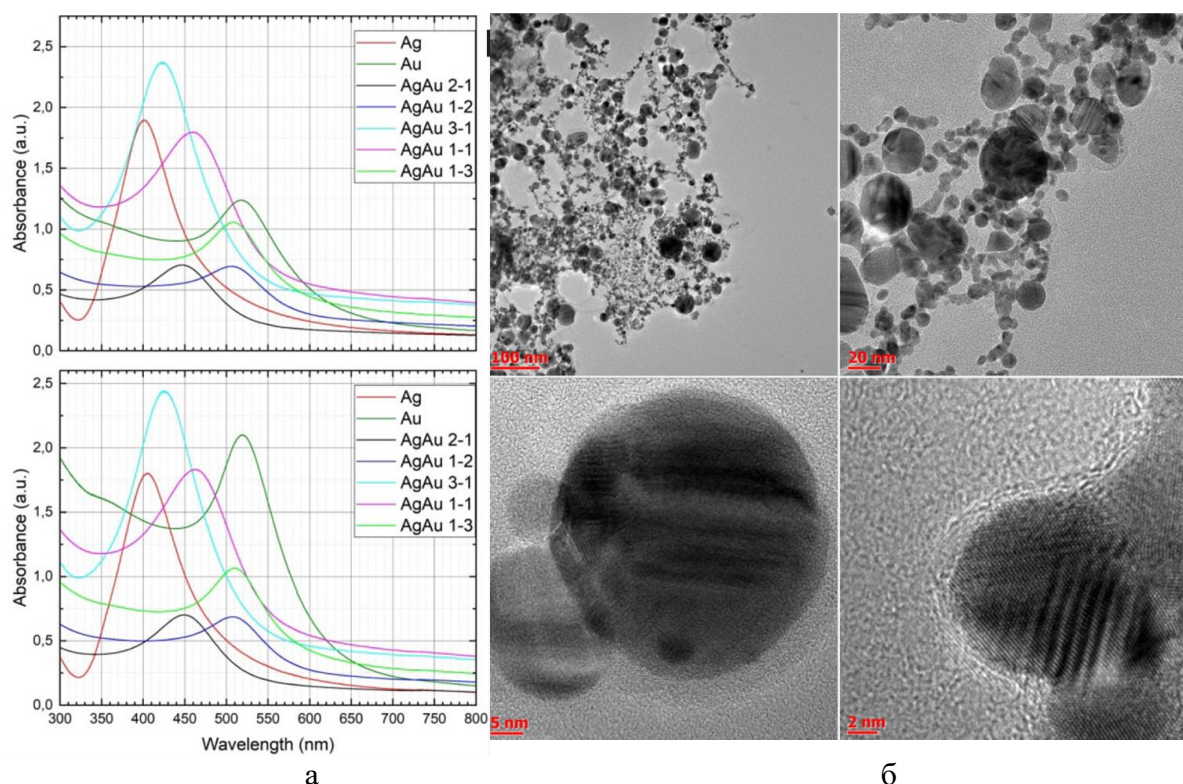 2,5
2,0
1,5
1,0
0,5
0,0
Absorbance (a.u.)
Ag
Au
AgAu 2-1
AgAu 1-2
AgAu 3-1
AgAu 1-1
AgAu 1-3
2,5
2,0
1,5
1,0
0,5
0,0
Absorbance (a.u.)
Ag
Au
AgAu 2-1
AgAu 1-2
AgAu 3-1
AgAu 1-1
AgAu 1-3
300 350 400 450 500 550 600 650 700 750 800
Wavelength (nm)
а
100 nm
20 nm
5 nm
2 nm
б